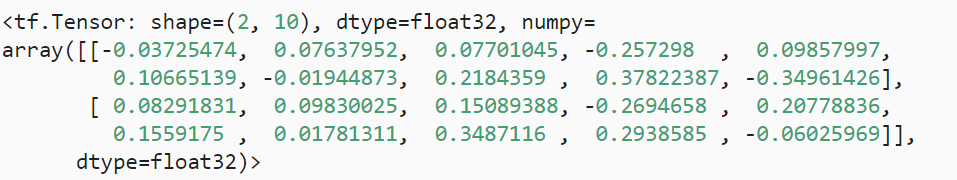 <tf.Tensor: shape=(2, 10), dtype=float32, numpy=
array([[-0.03725474,  0.07637952,  0.07701045, -0.257298  ,  0.09857997,
         0.10665139, -0.01944873,  0.2184359 ,  0.37822387, -0.34961426],
       [ 0.08291831,  0.09830025,  0.15089388, -0.2694658 ,  0.20778836,
         0.1559175 ,  0.01781311,  0.3487116 ,  0.2938585 , -0.06025969]],
      dtype=float32)>